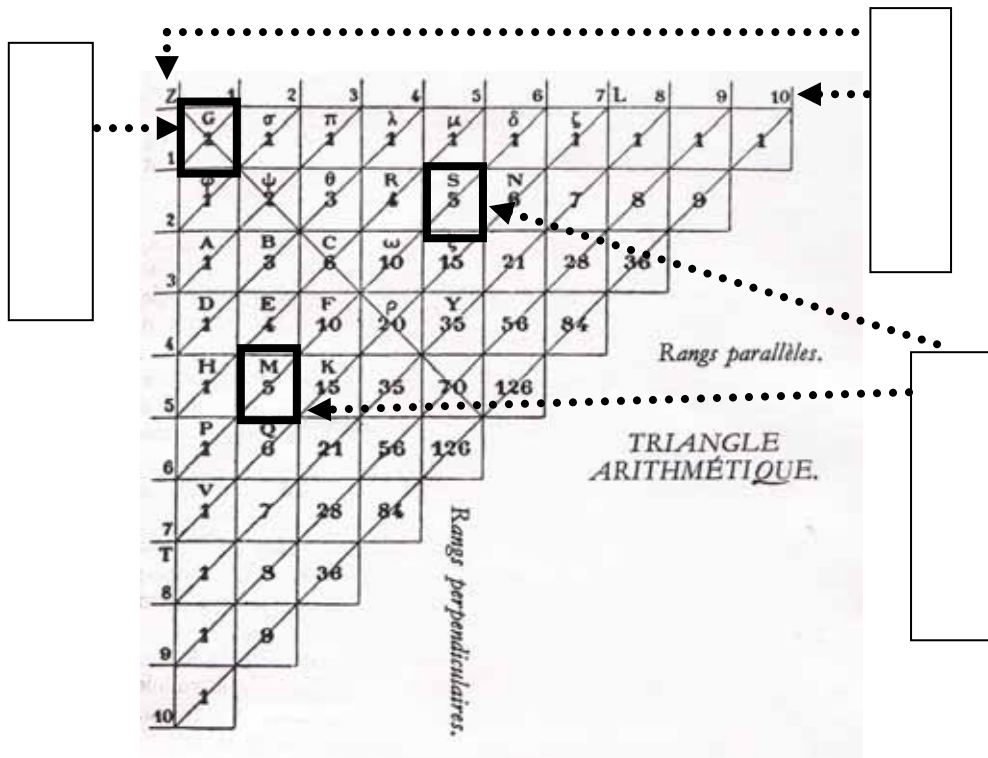 Z 1 2 3 4 5 6 7 L 8 9 10
G σ π λ μ δ ζ
1 1 1 1 1 1 1 1 1 1
1
φ ψ θ R S N
1 2 3 4 5 6 7 8 9
2
A B C ω ς
1 3 6 10 15 21 28 36
3
D E F ρ Y
1 4 10 20 35 56 84
4
Rangs parallèles.
H M K
1 5 15 35 70 126
5
P Q
1 6 21 56 126
6
TRIANGLE
ARITHMÉTIQUE.
V
1 7 28 84
7
Rangs perpendiculaires.
T
1 8 36
8
1 9
9
1
10